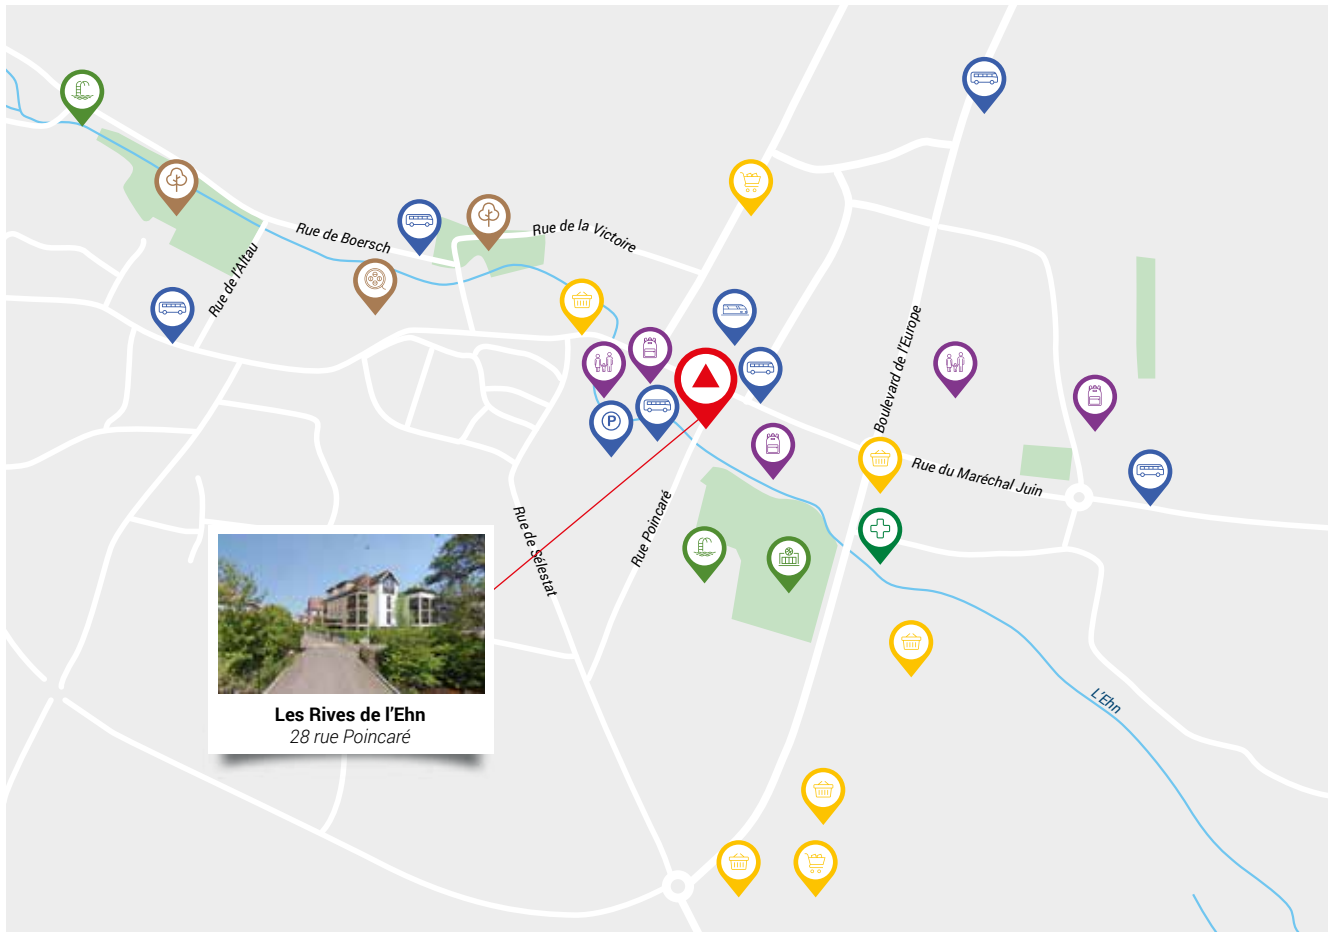 Rue de Boersch
Rue de la Victoire
Rue de l'Altau
Boulevard de l'Europe
P
Rue du Maréchal Juin
Rue de Sélestat
Rue Poincaré
L'Ehn
Les Rives de l'Ehn
28 rue Poincaré